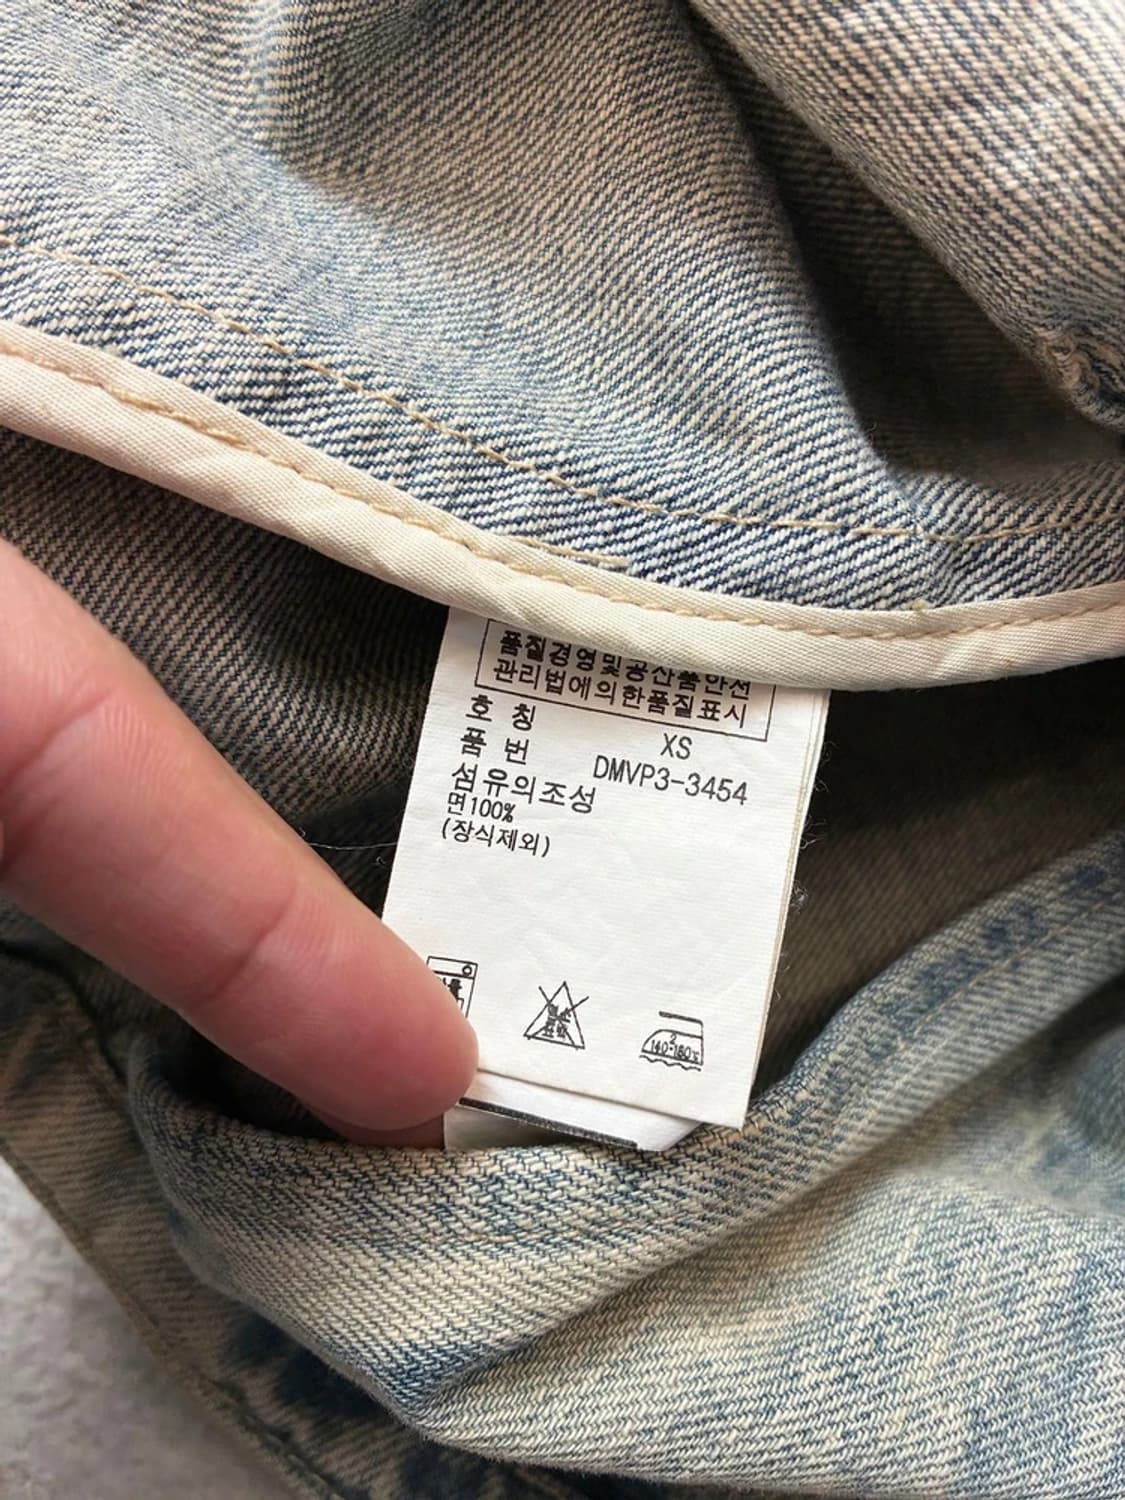 품질경영및공산품안전
관리법에의한품질표시
호 칭 XS
품 번 DMVP3-3454
섬유의조성
면100%
(장식제외)
140~160℃